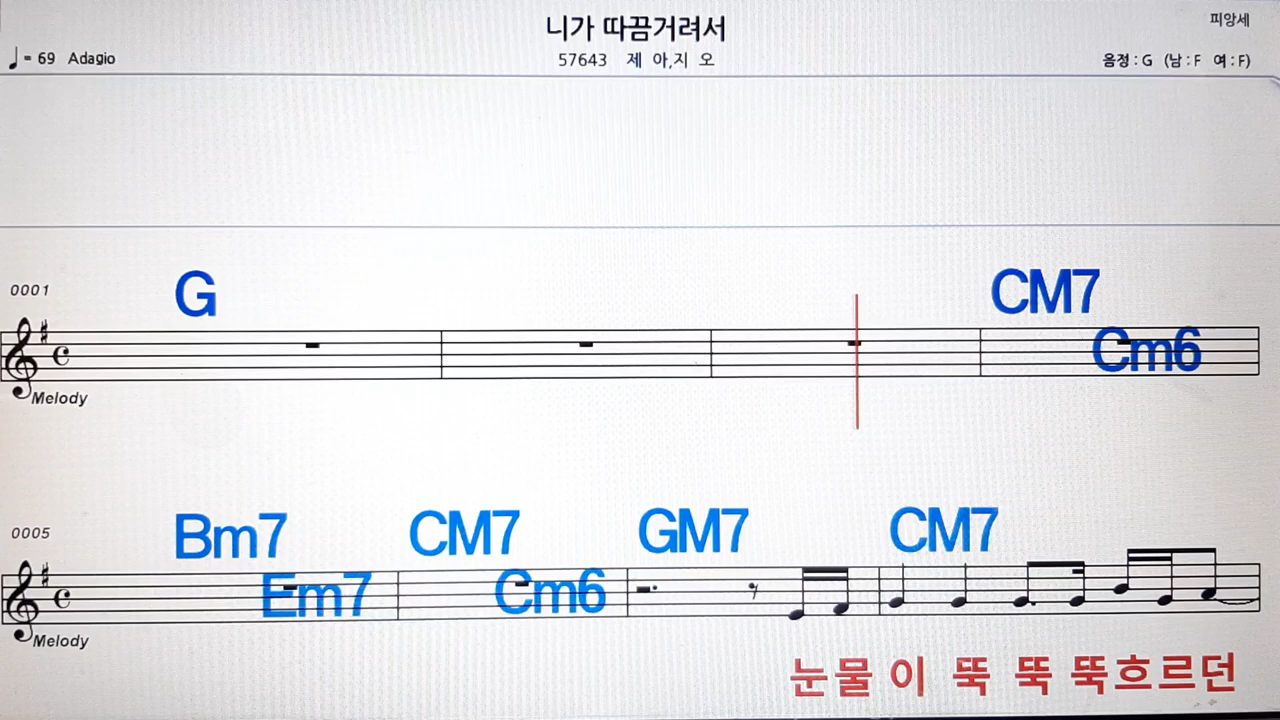 니가 따끔거려서
피앙세
= 69 Adagio
57643 제 아,지 오
음정 : G (남 : F 여 : F)
0001
G
CM7
Cm6
Melody
0005
Bm7
CM7
GM7
CM7
Em7
Cm6
Melody
눈물 이 뚝 뚝 뚝흐르던